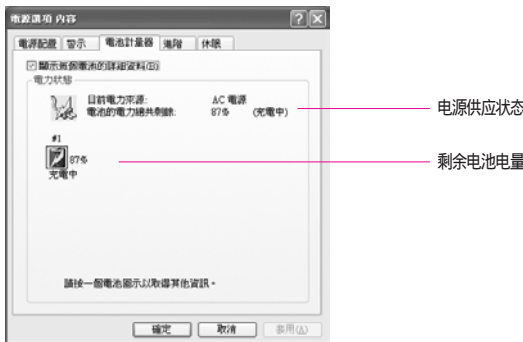 電源選項 內容
電源配置 警示 電池計量器 進階 休眠
顯示每個電池的詳細資料(E)
電力狀態
目前電力來源: AC 電源
電池的電力總共剩餘: 87% (充電中)
电源供应状态
#1
87%
剩余电池电量
充電中
請按一個電池圖示以取得其他資訊。
確定 取消 套用(A)